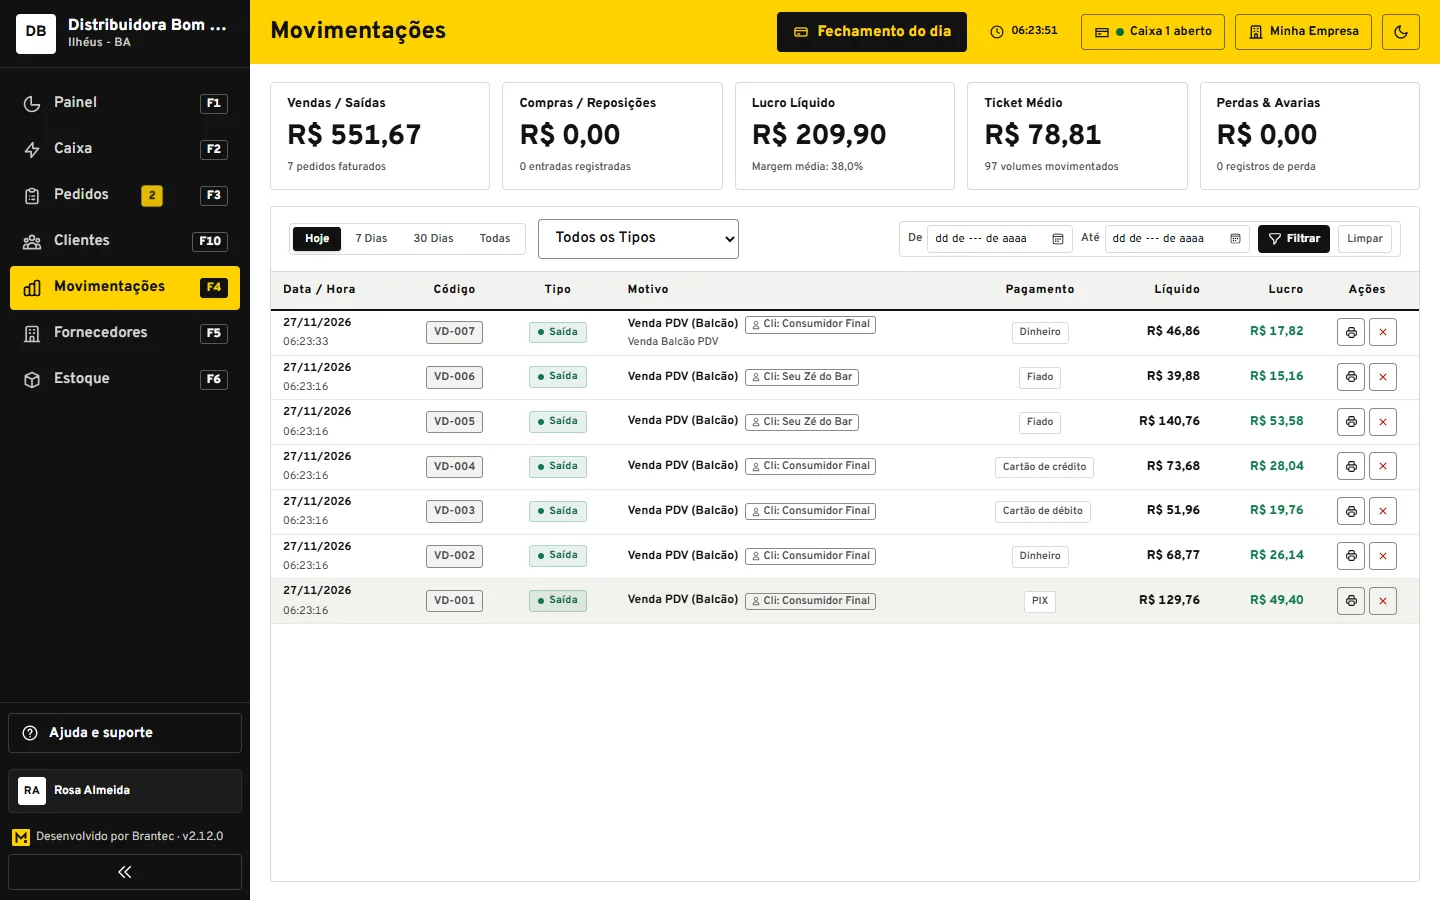 DB
Distribuidora Bom ...
Ilhéus - BA
Painel F1
Caixa F2
Pedidos 2 F3
Clientes F10
Movimentações F4
Fornecedores F5
Estoque F6
Ajuda e suporte
RA Rosa Almeida
M Desenvolvido por Brantec · v2.12.0
Movimentações
Fechamento do dia
06:23:51
Caixa 1 aberto
Minha Empresa
Vendas / Saídas
R$ 551,67
7 pedidos faturados
Compras / Reposições
R$ 0,00
0 entradas registradas
Lucro Líquido
R$ 209,90
Margem média: 38,0%
Ticket Médio
R$ 78,81
97 volumes movimentados
Perdas & Avarias
R$ 0,00
0 registros de perda
Hoje 7 Dias 30 Dias Todas
Todos os Tipos
De dd de --- de aaaa Até dd de --- de aaaa Filtrar Limpar
Data / Hora Código Tipo Motivo Pagamento Líquido Lucro Ações
27/11/2026
06:23:33
VD-007 Saída Venda PDV (Balcão) Cli: Consumidor Final
Venda Balcão PDV
Dinheiro R$ 46,86 R$ 17,82
27/11/2026
06:23:16
VD-006 Saída Venda PDV (Balcão) Cli: Seu Zé do Bar Fiado R$ 39,88 R$ 15,16
27/11/2026
06:23:16
VD-005 Saída Venda PDV (Balcão) Cli: Seu Zé do Bar Fiado R$ 140,76 R$ 53,58
27/11/2026
06:23:16
VD-004 Saída Venda PDV (Balcão) Cli: Consumidor Final Cartão de crédito R$ 73,68 R$ 28,04
27/11/2026
06:23:16
VD-003 Saída Venda PDV (Balcão) Cli: Consumidor Final Cartão de débito R$ 51,96 R$ 19,76
27/11/2026
06:23:16
VD-002 Saída Venda PDV (Balcão) Cli: Consumidor Final Dinheiro R$ 68,77 R$ 26,14
27/11/2026
06:23:16
VD-001 Saída Venda PDV (Balcão) Cli: Consumidor Final PIX R$ 129,76 R$ 49,40